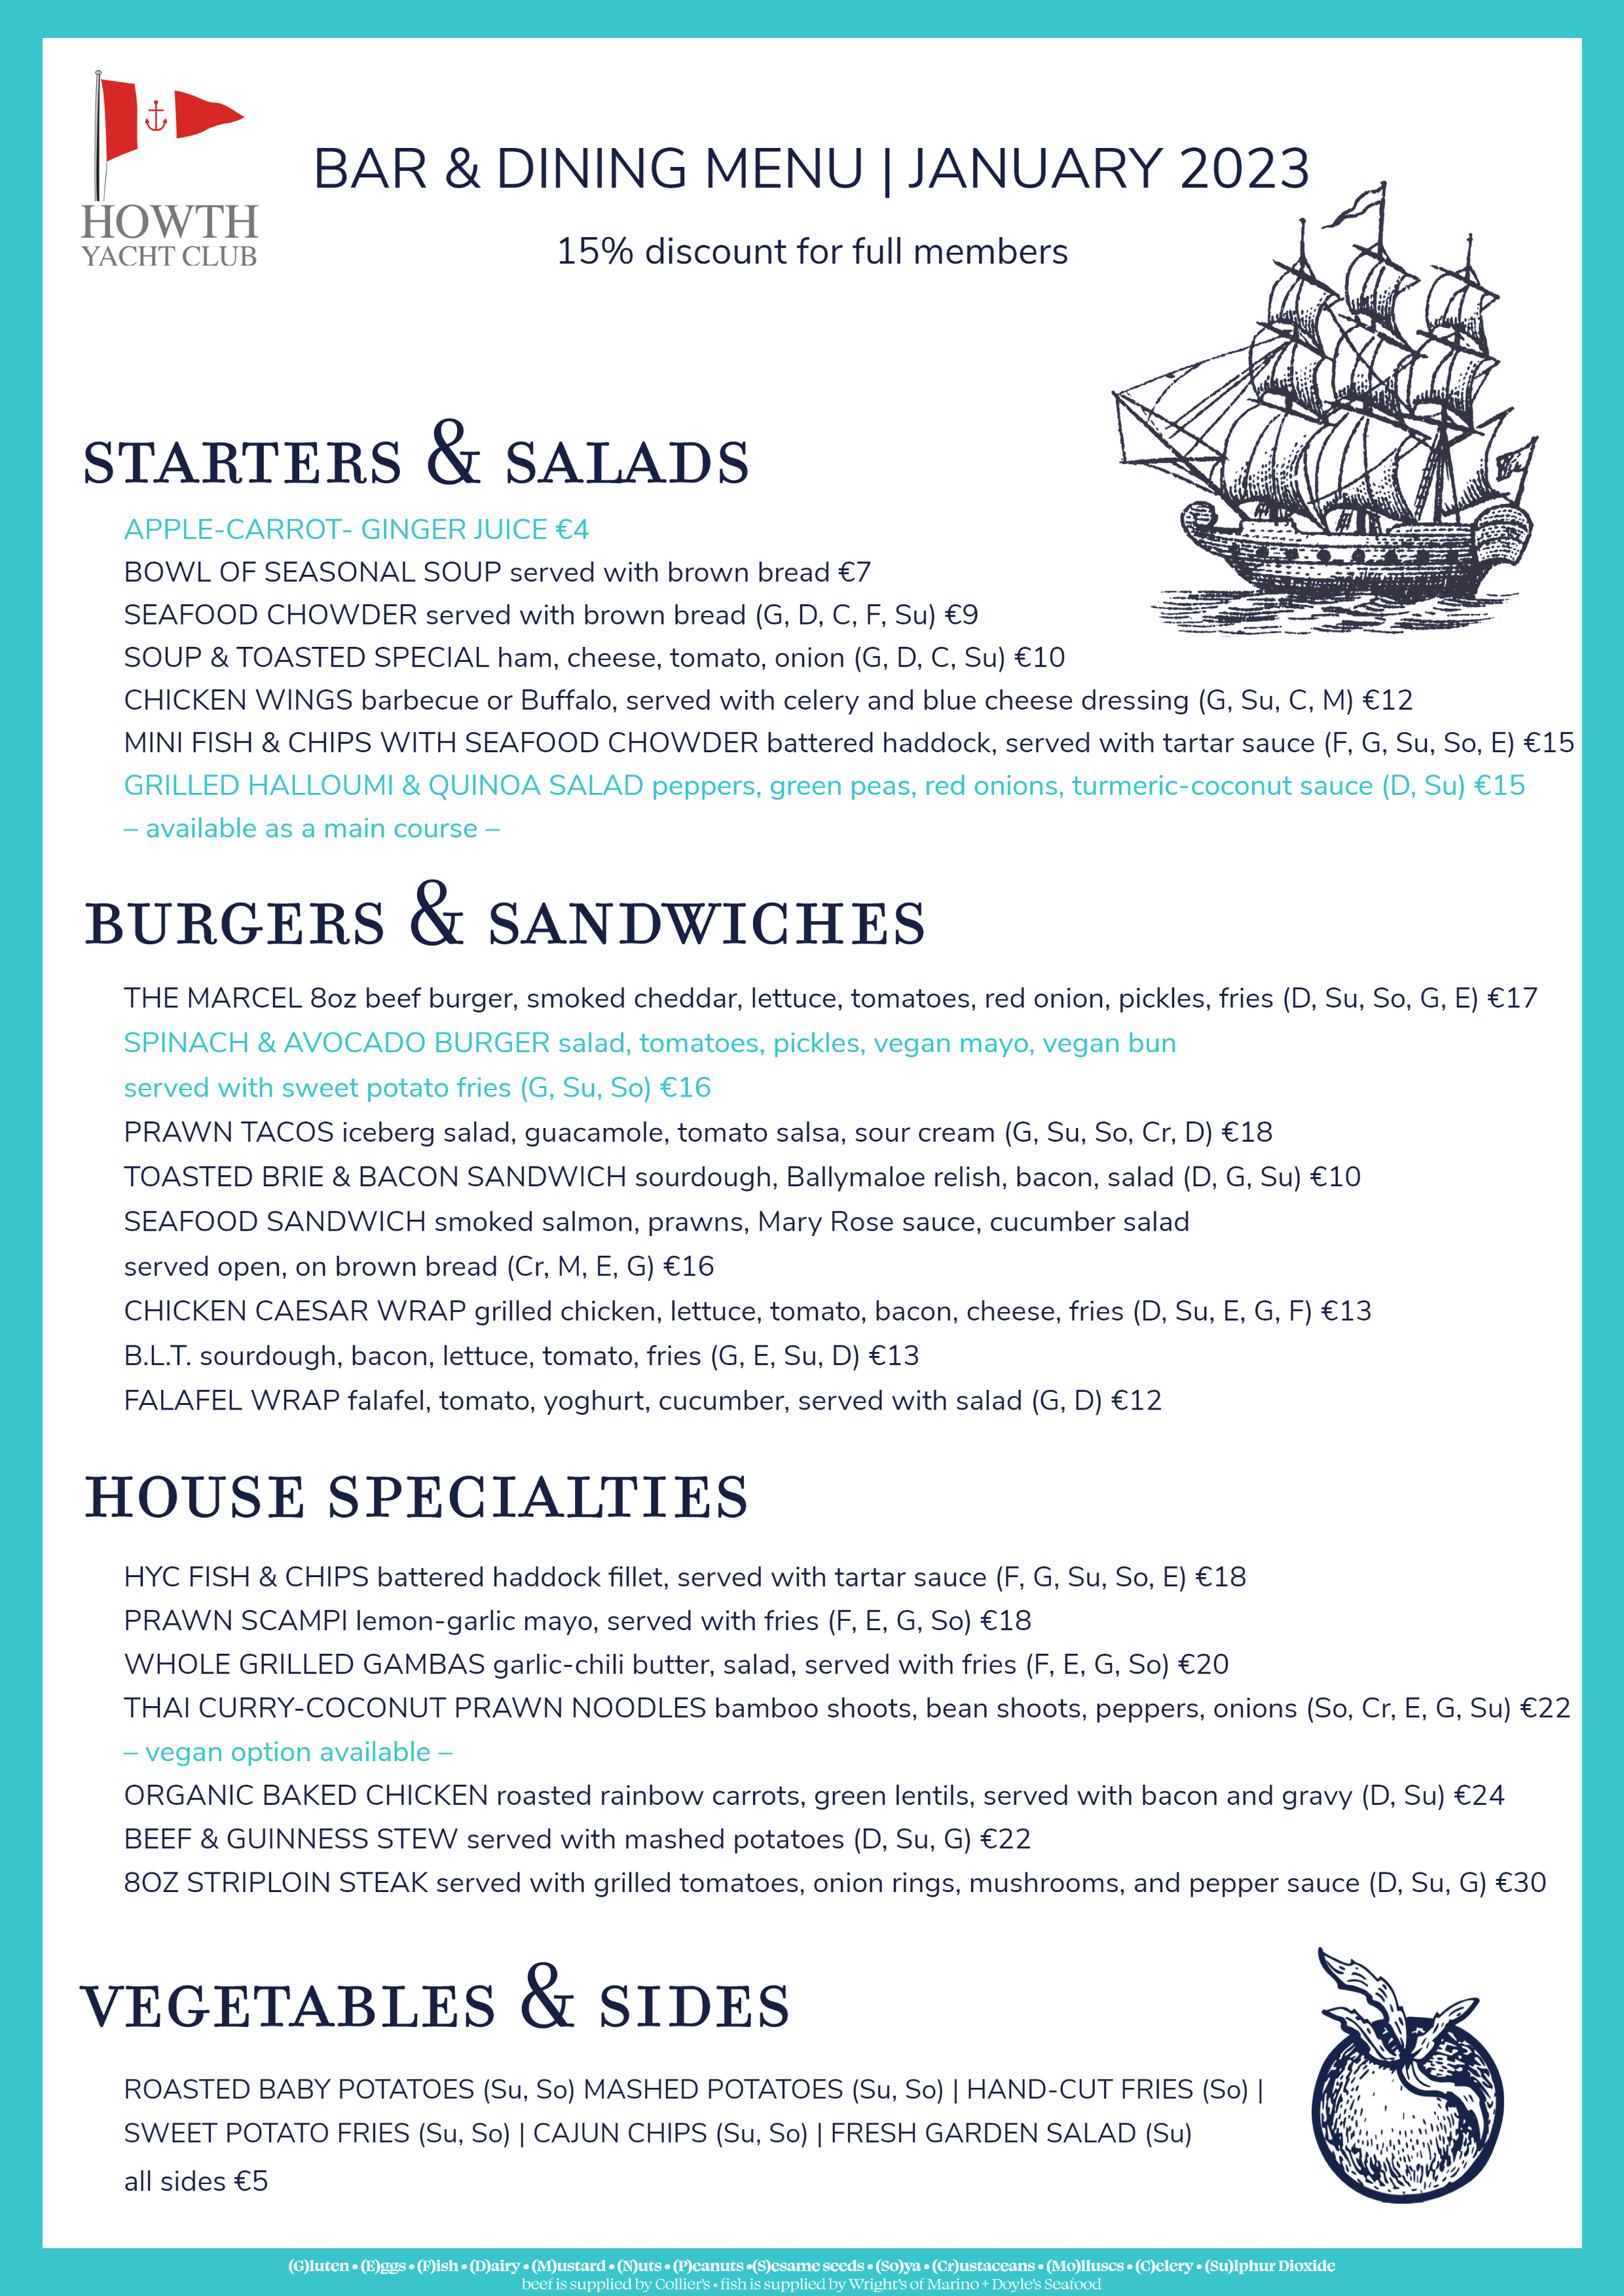 HOWTH
YACHT CLUB
BAR & DINING MENU | JANUARY 2023
15% discount for full members
STARTERS & SALADS
APPLE-CARROT- GINGER JUICE €4
BOWL OF SEASONAL SOUP served with brown bread €7
SEAFOOD CHOWDER served with brown bread (G, D, C, F, Su) €9
SOUP & TOASTED SPECIAL ham, cheese, tomato, onion (G, D, C, Su) €10
CHICKEN WINGS barbecue or Buffalo, served with celery and blue cheese dressing (G, Su, C, M) €12
MINI FISH & CHIPS WITH SEAFOOD CHOWDER battered haddock, served with tartar sauce (F, G, Su, So, E) €15
GRILLED HALLOUMI & QUINOA SALAD peppers, green peas, red onions, turmeric-coconut sauce (D, Su) €15
– available as a main course –
BURGERS & SANDWICHES
THE MARCEL 8oz beef burger, smoked cheddar, lettuce, tomatoes, red onion, pickles, fries (D, Su, So, G, E) €17
SPINACH & AVOCADO BURGER salad, tomatoes, pickles, vegan mayo, vegan bun
served with sweet potato fries (G, Su, So) €16
PRAWN TACOS iceberg salad, guacamole, tomato salsa, sour cream (G, Su, So, Cr, D) €18
TOASTED BRIE & BACON SANDWICH sourdough, Ballymaloe relish, bacon, salad (D, G, Su) €10
SEAFOOD SANDWICH smoked salmon, prawns, Mary Rose sauce, cucumber salad
served open, on brown bread (Cr, M, E, G) €16
CHICKEN CAESAR WRAP grilled chicken, lettuce, tomato, bacon, cheese, fries (D, Su, E, G, F) €13
B.L.T. sourdough, bacon, lettuce, tomato, fries (G, E, Su, D) €13
FALAFEL WRAP falafel, tomato, yoghurt, cucumber, served with salad (G, D) €12
HOUSE SPECIALTIES
HYC FISH & CHIPS battered haddock fillet, served with tartar sauce (F, G, Su, So, E) €18
PRAWN SCAMPI lemon-garlic mayo, served with fries (F, E, G, So) €18
WHOLE GRILLED GAMBAS garlic-chili butter, salad, served with fries (F, E, G, So) €20
THAI CURRY-COCONUT PRAWN NOODLES bamboo shoots, bean shoots, peppers, onions (So, Cr, E, G, Su) €22
– vegan option available –
ORGANIC BAKED CHICKEN roasted rainbow carrots, green lentils, served with bacon and gravy (D, Su) €24
BEEF & GUINNESS STEW served with mashed potatoes (D, Su, G) €22
8OZ STRIPLOIN STEAK served with grilled tomatoes, onion rings, mushrooms, and pepper sauce (D, Su, G) €30
VEGETABLES & SIDES
ROASTED BABY POTATOES (Su, So) MASHED POTATOES (Su, So) | HAND-CUT FRIES (So) |
SWEET POTATO FRIES (Su, So) | CAJUN CHIPS (Su, So) | FRESH GARDEN SALAD (Su)
all sides €5
(G)luten • (E)ggs • (F)ish • (D)airy • (M)ustard • (N)uts • (P)eanuts •(S)esame seeds • (So)ya • (Cr)ustaceans • (Mo)lluscs • (C)elery • (Su)lphur Dioxide
beef is supplied by Collier's • fish is supplied by Wright's of Marino + Doyle's Seafood